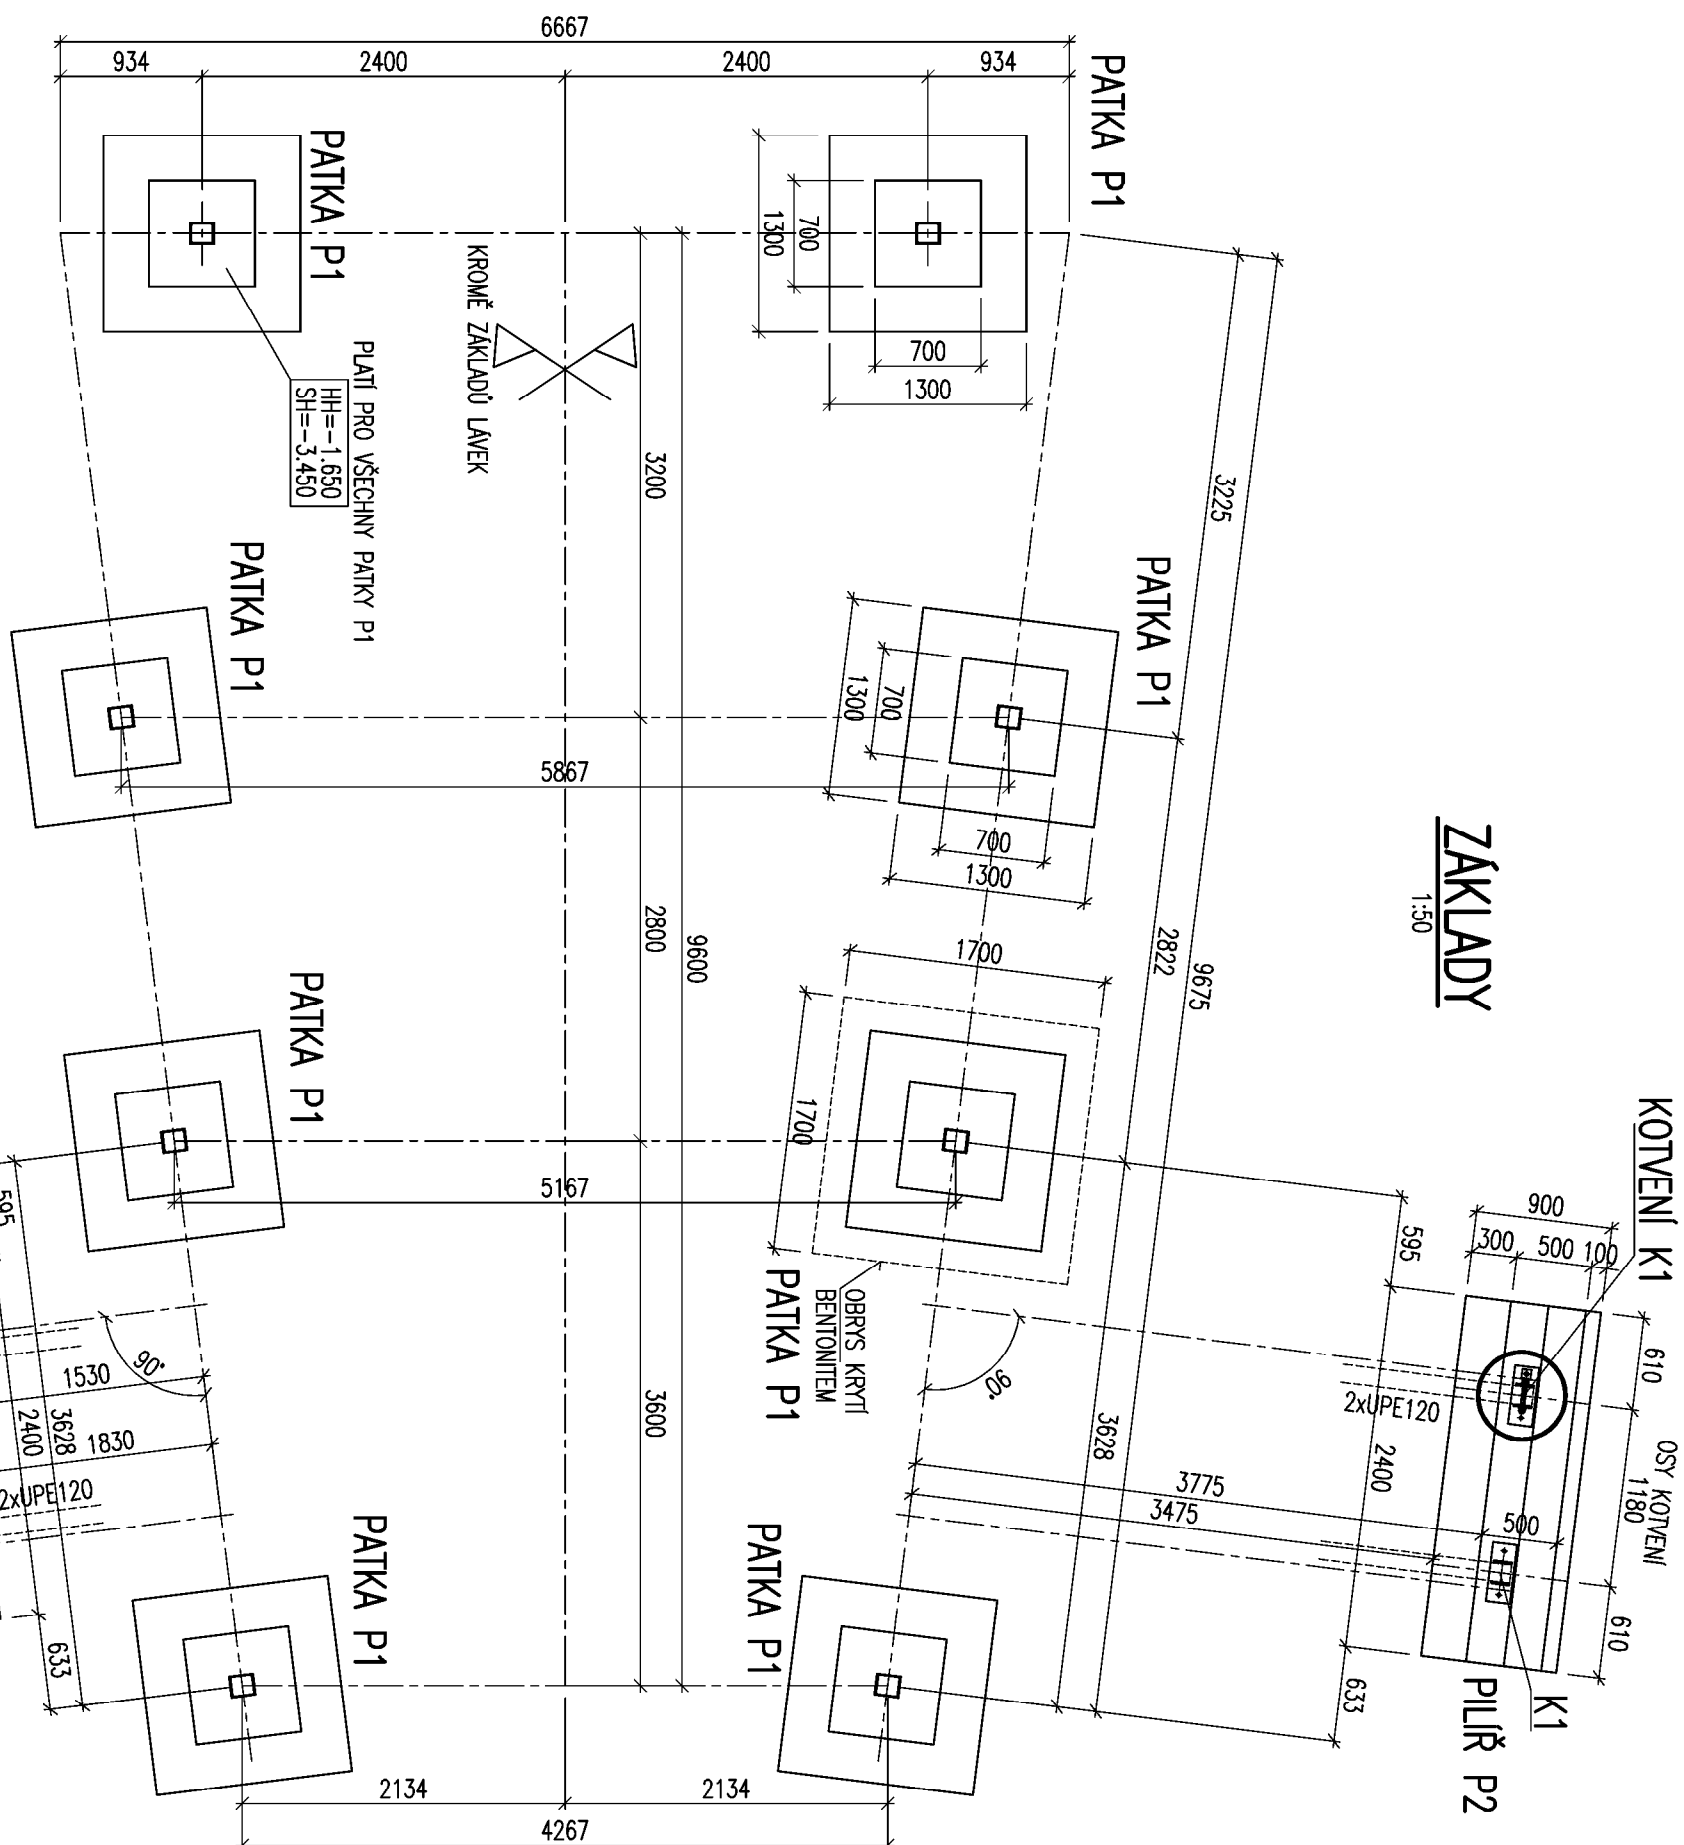 ZÁKLADY
1:50
6667
934
2400
2400
934
PATKA P1
PATKA P1
1300
700
700
1300
KROMĚ ZÁKLADŮ LÁVEK
PLATÍ PRO VŠECHNY PATKY P1
HH=-1.650
SH=-3.450
3200
3225
PATKA P1
PATKA P1
1300
700
700
1300
5867
2800
9600
2822
9675
1700
1700
PATKA P1
PATKA P1
OBRYS KRYTÍ
BENTONITEM
5167
3600
3628
90°
90°
KOTVENÍ K1
900
300
500
100
595
610
OSY KOTVENÍ
1180
610
2xUPE120
2400
3775
3475
500
K1
PILÍŘ P2
633
595
1530
3628
2400
1830
2xUPE120
633
PATKA P1
PATKA P1
2134
2134
4267